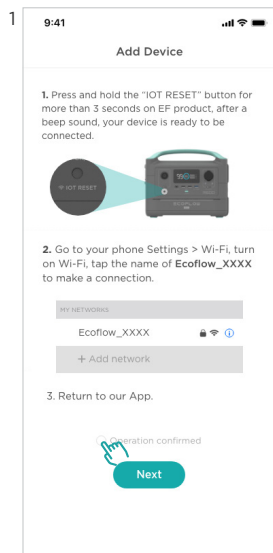 1
9:41
Add Device
1. Press and hold the “IOT RESET” button for
more than 3 seconds on EF product, after a
beep sound, your device is ready to be
connected.
IOT RESET
ECOFLOW
2. Go to your phone Settings > Wi-Fi, turn
on Wi-Fi, tap the name of Ecoflow_XXXX
to make a connection.
MY NETWORKS
Ecoflow_XXXX
+ Add network
3. Return to our App.
Operation confirmed
Next